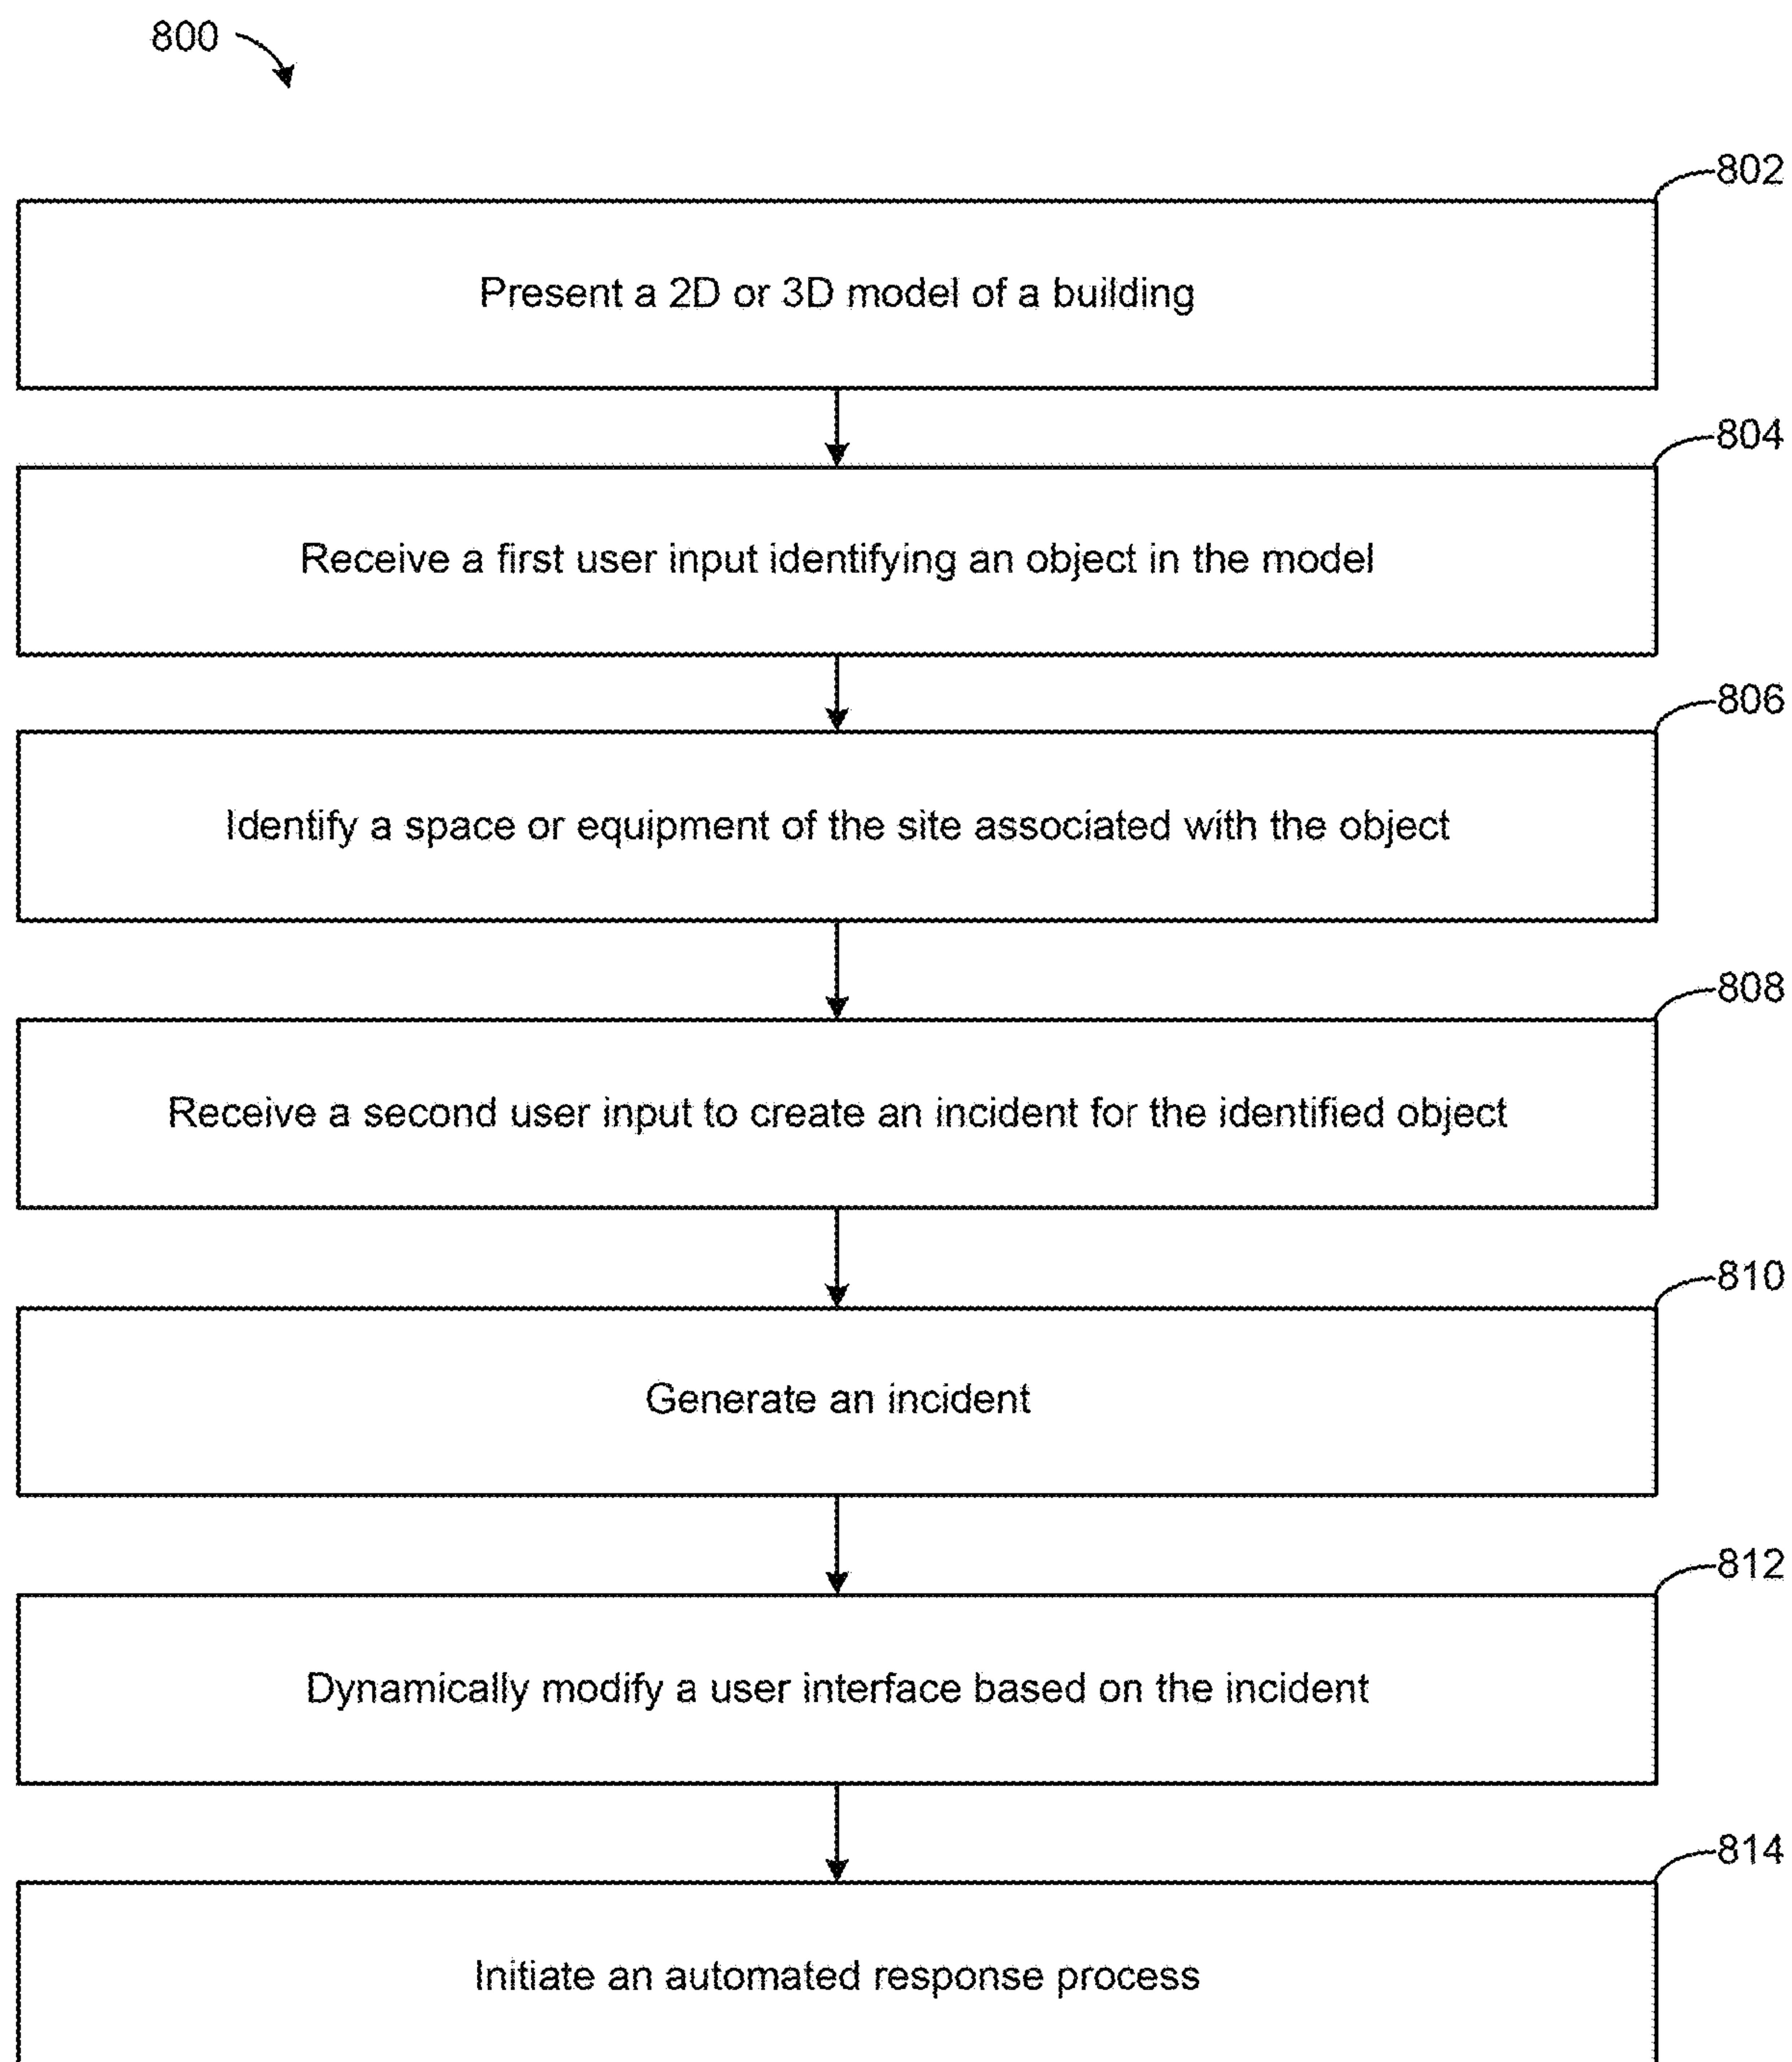 800
802
Present a 2D or 3D model of a building
804
Receive a first user input identifying an object in the model
806
Identify a space or equipment of the site associated with the object
808
Receive a second user input to create an incident for the identified object
810
Generate an incident
812
Dynamically modify a user interface based on the incident
814
Initiate an automated response process